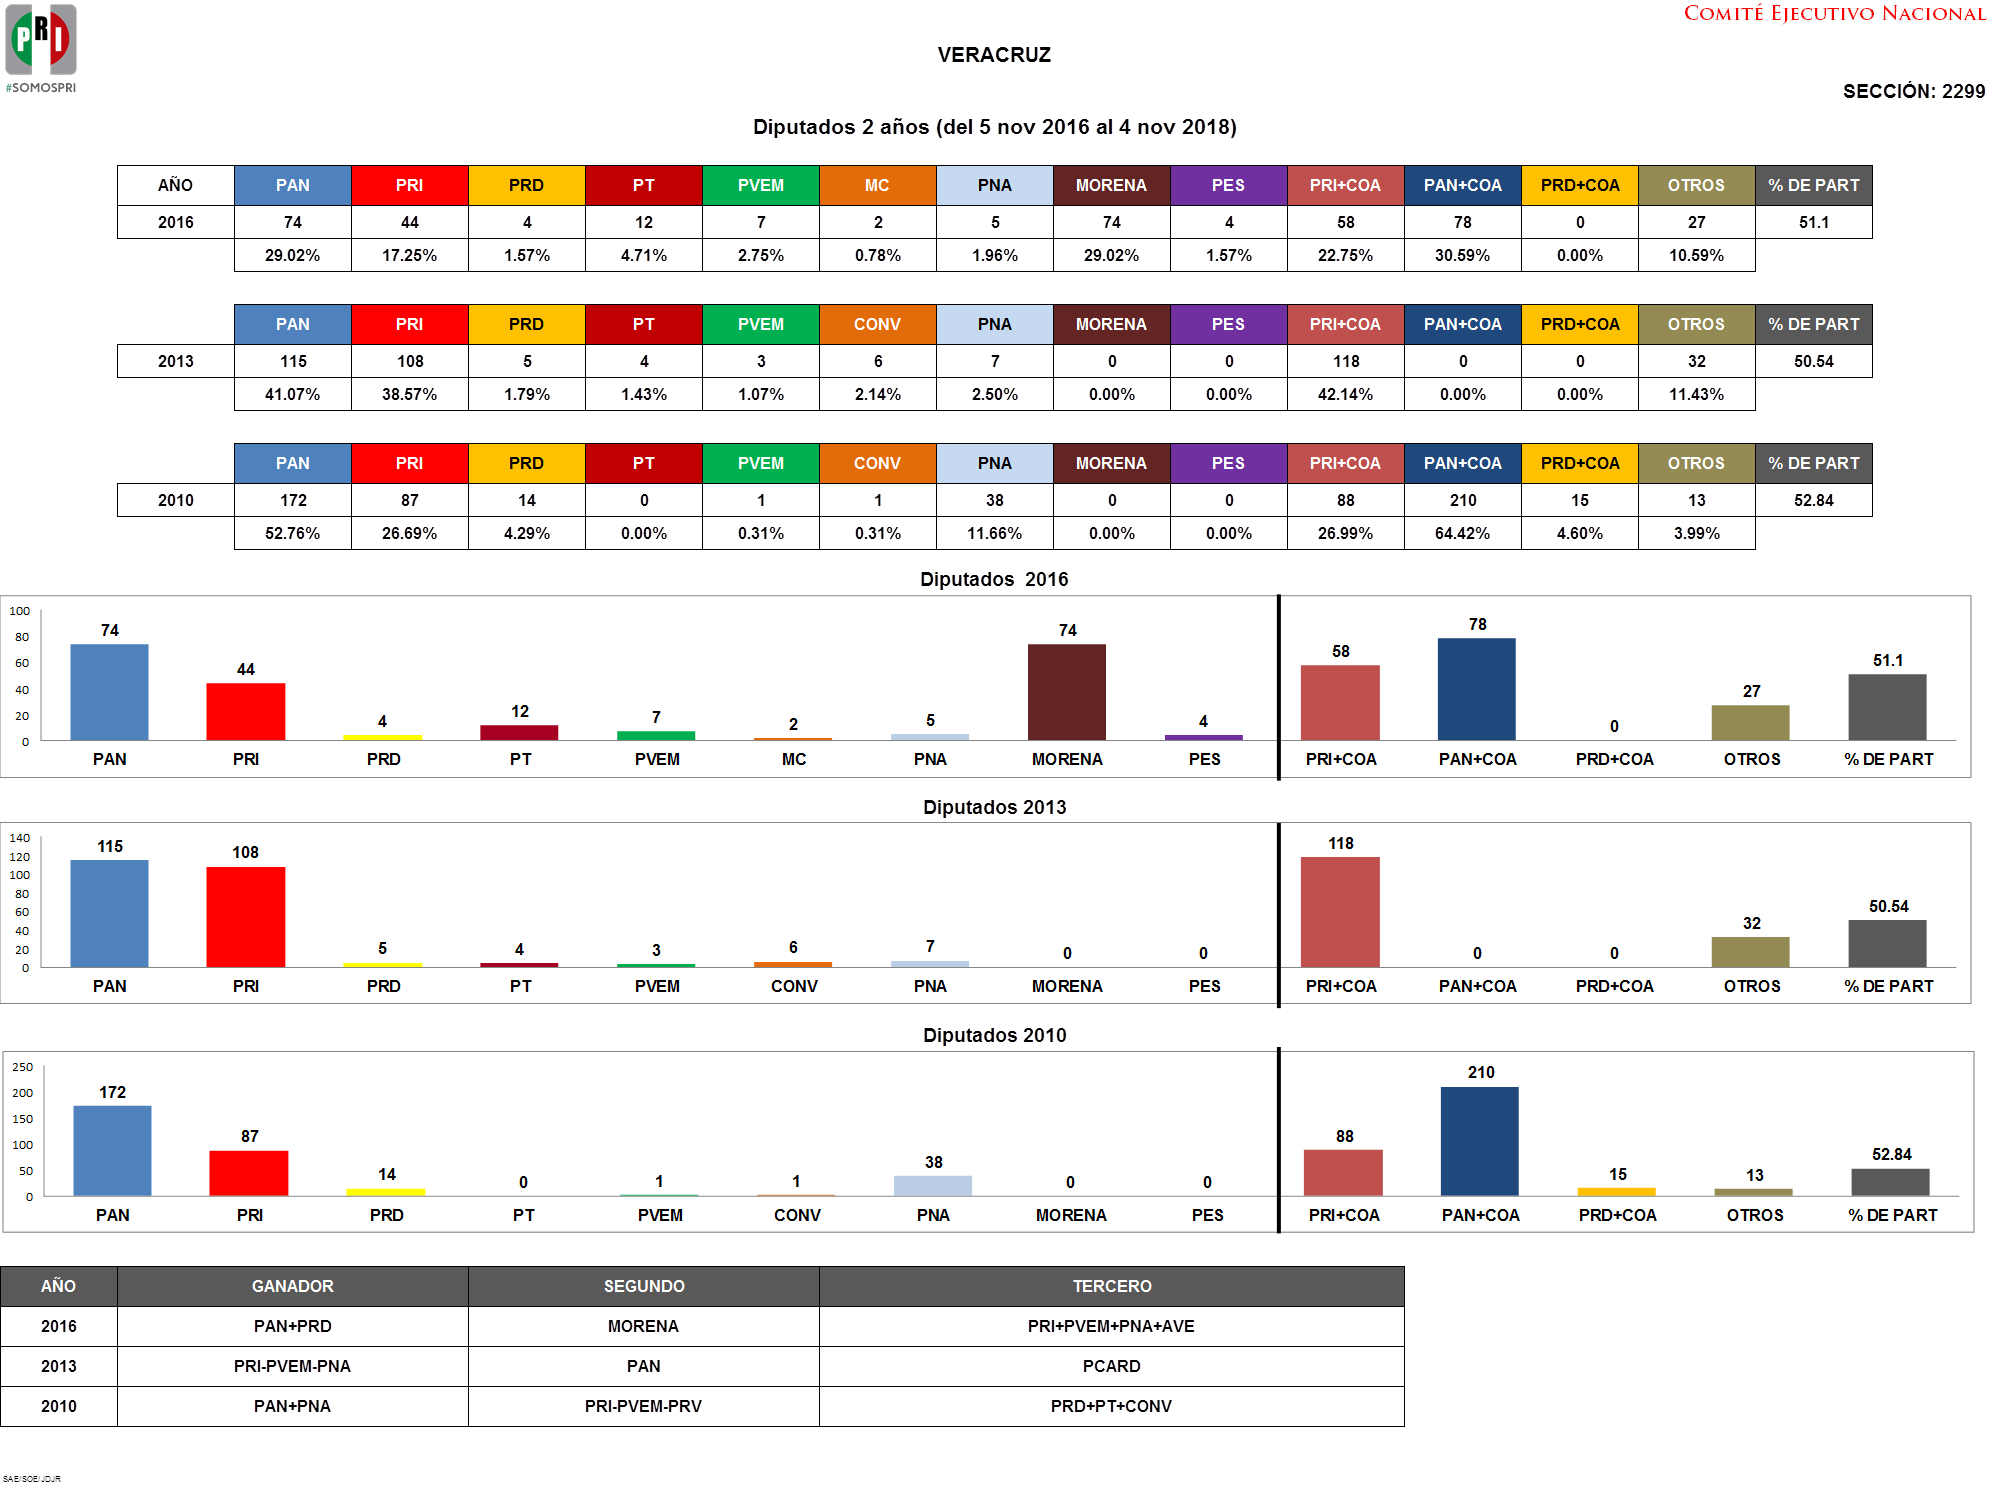 PRI
#SOMOSPRI
COMITÉ EJECUTIVO NACIONAL
VERACRUZ
SECCIÓN: 2299
Diputados 2 años (del 5 nov 2016 al 4 nov 2018)
AÑO PAN PRI PRD PT PVEM MC PNA MORENA PES PRI+COA PAN+COA PRD+COA OTROS % DE PART
2016 74 44 4 12 7 2 5 74 4 58 78 0 27 51.1
29.02% 17.25% 1.57% 4.71% 2.75% 0.78% 1.96% 29.02% 1.57% 22.75% 30.59% 0.00% 10.59%
PAN PRI PRD PT PVEM CONV PNA MORENA PES PRI+COA PAN+COA PRD+COA OTROS % DE PART
2013 115 108 5 4 3 6 7 0 0 118 0 0 32 50.54
41.07% 38.57% 1.79% 1.43% 1.07% 2.14% 2.50% 0.00% 0.00% 42.14% 0.00% 0.00% 11.43%
PAN PRI PRD PT PVEM CONV PNA MORENA PES PRI+COA PAN+COA PRD+COA OTROS % DE PART
2010 172 87 14 0 1 1 38 0 0 88 210 15 13 52.84
52.76% 26.69% 4.29% 0.00% 0.31% 0.31% 11.66% 0.00% 0.00% 26.99% 64.42% 4.60% 3.99%
Diputados 2016
100
80
60
40
20
0
74 44 4 12 7 2 5 74 4 58 78 0 27 51.1
PAN PRI PRD PT PVEM MC PNA MORENA PES PRI+COA PAN+COA PRD+COA OTROS % DE PART
Diputados 2013
140
120
100
80
60
40
20
0
115 108 5 4 3 6 7 0 0 118 0 0 32 50.54
PAN PRI PRD PT PVEM CONV PNA MORENA PES PRI+COA PAN+COA PRD+COA OTROS % DE PART
Diputados 2010
250
200
150
100
50
0
172 87 14 0 1 1 38 0 0 88 210 15 13 52.84
PAN PRI PRD PT PVEM CONV PNA MORENA PES PRI+COA PAN+COA PRD+COA OTROS % DE PART
AÑO GANADOR SEGUNDO TERCERO
2016 PAN+PRD MORENA PRI+PVEM+PNA+AVE
2013 PRI-PVEM-PNA PAN PCARD
2010 PAN+PNA PRI-PVEM-PRV PRD+PT+CONV
SAE/SOE/JDJR